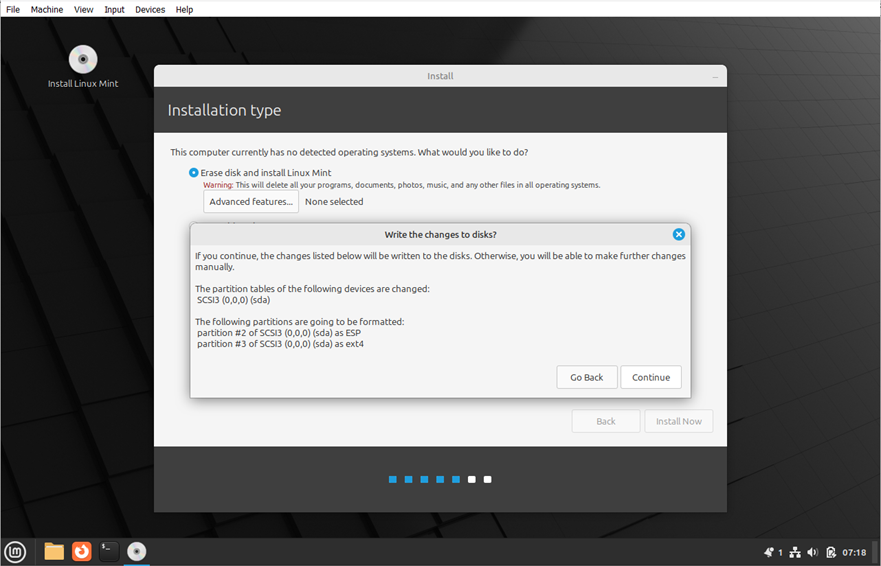 File Machine View Input Devices Help
Install Linux Mint
Install
Installation type
This computer currently has no detected operating systems. What would you like to do?
Erase disk and install Linux Mint
Warning: This will delete all your programs, documents, photos, music, and any other files in all operating systems.
Advanced features... None selected
Write the changes to disks?
If you continue, the changes listed below will be written to the disks. Otherwise, you will be able to make further changes
manually.
The partition tables of the following devices are changed:
SCSI3 (0,0,0) (sda)
The following partitions are going to be formatted:
partition #2 of SCSI3 (0,0,0) (sda) as ESP
partition #3 of SCSI3 (0,0,0) (sda) as ext4
Go Back Continue
Back Install Now
1 07:18